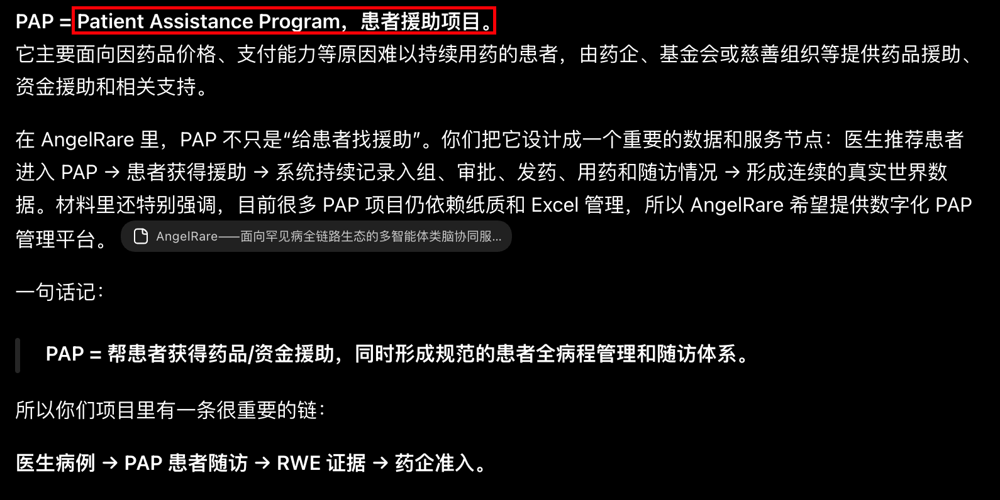 PAP = Patient Assistance Program，患者援助项目。
它主要面向因药品价格、支付能力等原因难以持续用药的患者，由药企、基金会或慈善组织等提供药品援助、
资金援助和相关支持。
在 AngelRare 里，PAP 不只是“给患者找援助”。你们把它设计成一个重要的数据和服务节点：医生推荐患者
进入 PAP → 患者获得援助 → 系统持续记录入组、审批、发药、用药和随访情况 → 形成连续的真实世界数
据。材料里还特别强调，目前很多 PAP 项目仍依赖纸质和 Excel 管理，所以 AngelRare 希望提供数字化 PAP
管理平台。 AngelRare——面向罕见病全链路生态的多智能体类脑协同服...
一句话记：
PAP = 帮患者获得药品/资金援助，同时形成规范的患者全病程管理和随访体系。
所以你们项目里有一条很重要的链：
医生病例 → PAP 患者随访 → RWE 证据 → 药企准入。